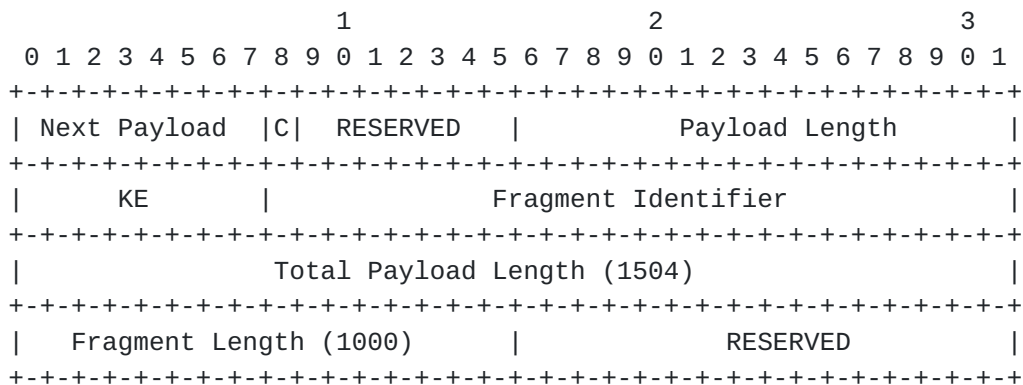 1                   2                   3
 0 1 2 3 4 5 6 7 8 9 0 1 2 3 4 5 6 7 8 9 0 1 2 3 4 5 6 7 8 9 0 1
+-+-+-+-+-+-+-+-+-+-+-+-+-+-+-+-+-+-+-+-+-+-+-+-+-+-+-+-+-+-+-+-+
| Next Payload  |C|  RESERVED   |          Payload Length       |
+-+-+-+-+-+-+-+-+-+-+-+-+-+-+-+-+-+-+-+-+-+-+-+-+-+-+-+-+-+-+-+-+
|      KE       |              Fragment Identifier              |
+-+-+-+-+-+-+-+-+-+-+-+-+-+-+-+-+-+-+-+-+-+-+-+-+-+-+-+-+-+-+-+-+
|                Total Payload Length (1504)                    |
+-+-+-+-+-+-+-+-+-+-+-+-+-+-+-+-+-+-+-+-+-+-+-+-+-+-+-+-+-+-+-+-+
|   Fragment Length (1000)      |             RESERVED          |
+-+-+-+-+-+-+-+-+-+-+-+-+-+-+-+-+-+-+-+-+-+-+-+-+-+-+-+-+-+-+-+-+